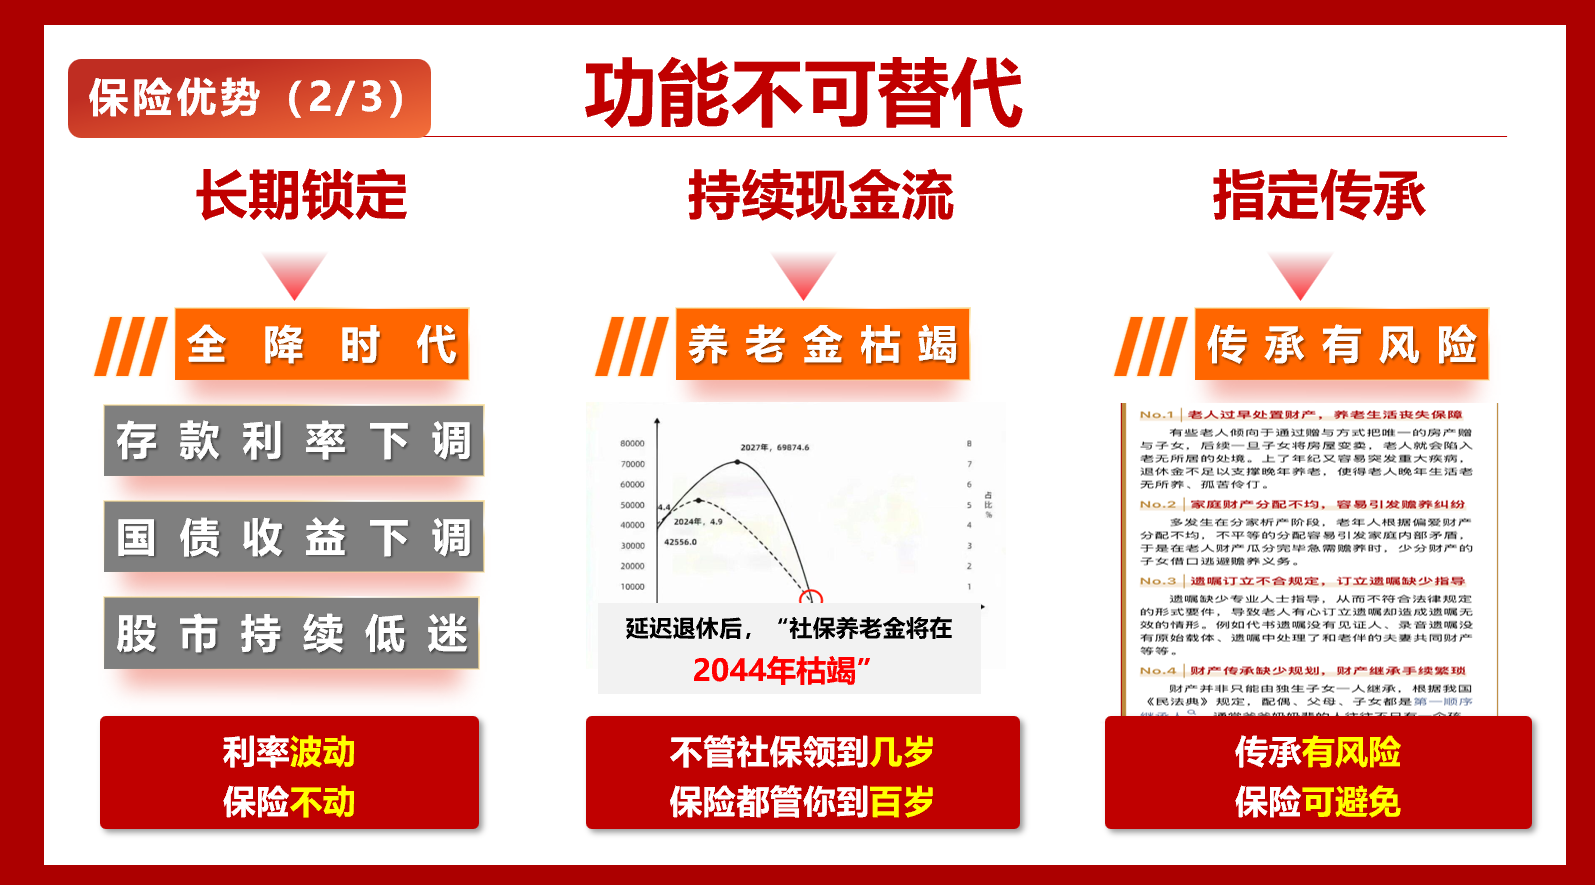 保险优势（2/3）
功能不可替代
长期锁定
全降时代
存款利率下调
国债收益下调
股市持续低迷
利率波动
保险不动
持续现金流
养老金枯竭
80000
70000
60000
50000
40000
30000
20000
10000
2027年，69874.6
4.4
2024年，4.9
42556.0
8
7
6
5
4
3
2
1
占比%
延迟退休后，“社保养老金将在
2044年枯竭”
不管社保领到几岁
保险都管你到百岁
指定传承
传承有风险
No.1 老人过早处置财产，养老生活丧失保障
有些老人倾向于通过赠与方式把唯一的房产赠
与子女，后续一旦子女将房屋变卖，老人就会陷入
老无所居的处境。上了年纪又容易突发重大疾病，
退休金不足以支撑晚年养老，使得老人晚年生活老
无所养、孤苦伶仃。
No.2 家庭财产分配不均，容易引发赡养纠纷
多发生在分家析产阶段，老年人根据偏爱财产
分配不均，不平等的分配容易引发家庭内部矛盾，
于是在老人财产瓜分完毕急需赡养时，少分财产的
子女借口逃避赡养义务。
No.3 遗嘱订立不合规定，订立遗嘱缺少指导
遗嘱缺少专业人士指导，从而不符合法律规定
的形式要件，导致老人有心订立遗嘱却造成遗嘱无
效的情形。例如代书遗嘱没有见证人、录音遗嘱没
有原始载体、遗嘱中处理了和老伴的夫妻共同财产
等等。
No.4 财产传承缺少规划，财产继承手续繁琐
财产并非只能由独生子女一人继承，根据我国
《民法典》规定，配偶、父母、子女都是第一顺序
传承有风险
保险可避免